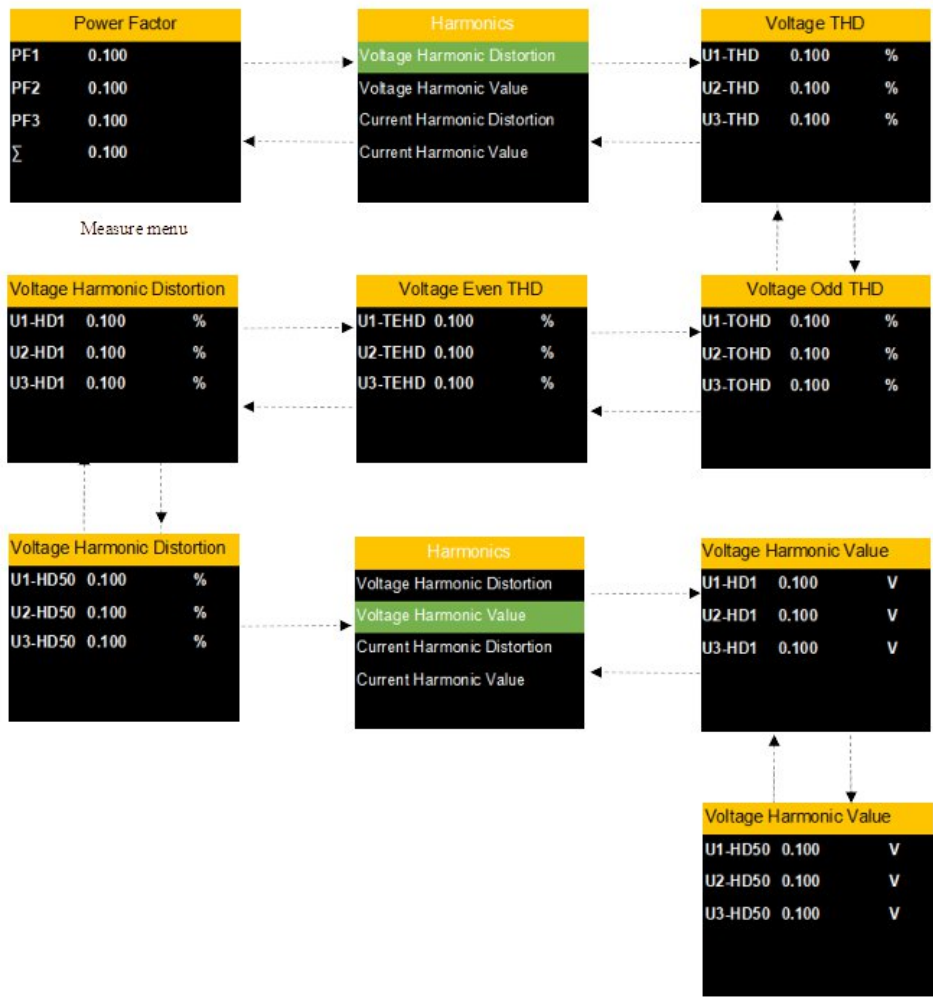 Power Factor
PF1 0.100
PF2 0.100
PF3 0.100
∑ 0.100
Measure menu
Harmonics
Voltage Harmonic Distortion
Voltage Harmonic Value
Current Harmonic Distortion
Current Harmonic Value
Voltage THD
U1-THD 0.100 %
U2-THD 0.100 %
U3-THD 0.100 %
Voltage Harmonic Distortion
U1-HD1 0.100 %
U2-HD1 0.100 %
U3-HD1 0.100 %
Voltage Even THD
U1-TEHD 0.100 %
U2-TEHD 0.100 %
U3-TEHD 0.100 %
Voltage Odd THD
U1-TOHD 0.100 %
U2-TOHD 0.100 %
U3-TOHD 0.100 %
Voltage Harmonic Distortion
U1-HD50 0.100 %
U2-HD50 0.100 %
U3-HD50 0.100 %
Harmonics
Voltage Harmonic Distortion
Voltage Harmonic Value
Current Harmonic Distortion
Current Harmonic Value
Voltage Harmonic Value
U1-HD1 0.100 V
U2-HD1 0.100 V
U3-HD1 0.100 V
Voltage Harmonic Value
U1-HD50 0.100 V
U2-HD50 0.100 V
U3-HD50 0.100 V